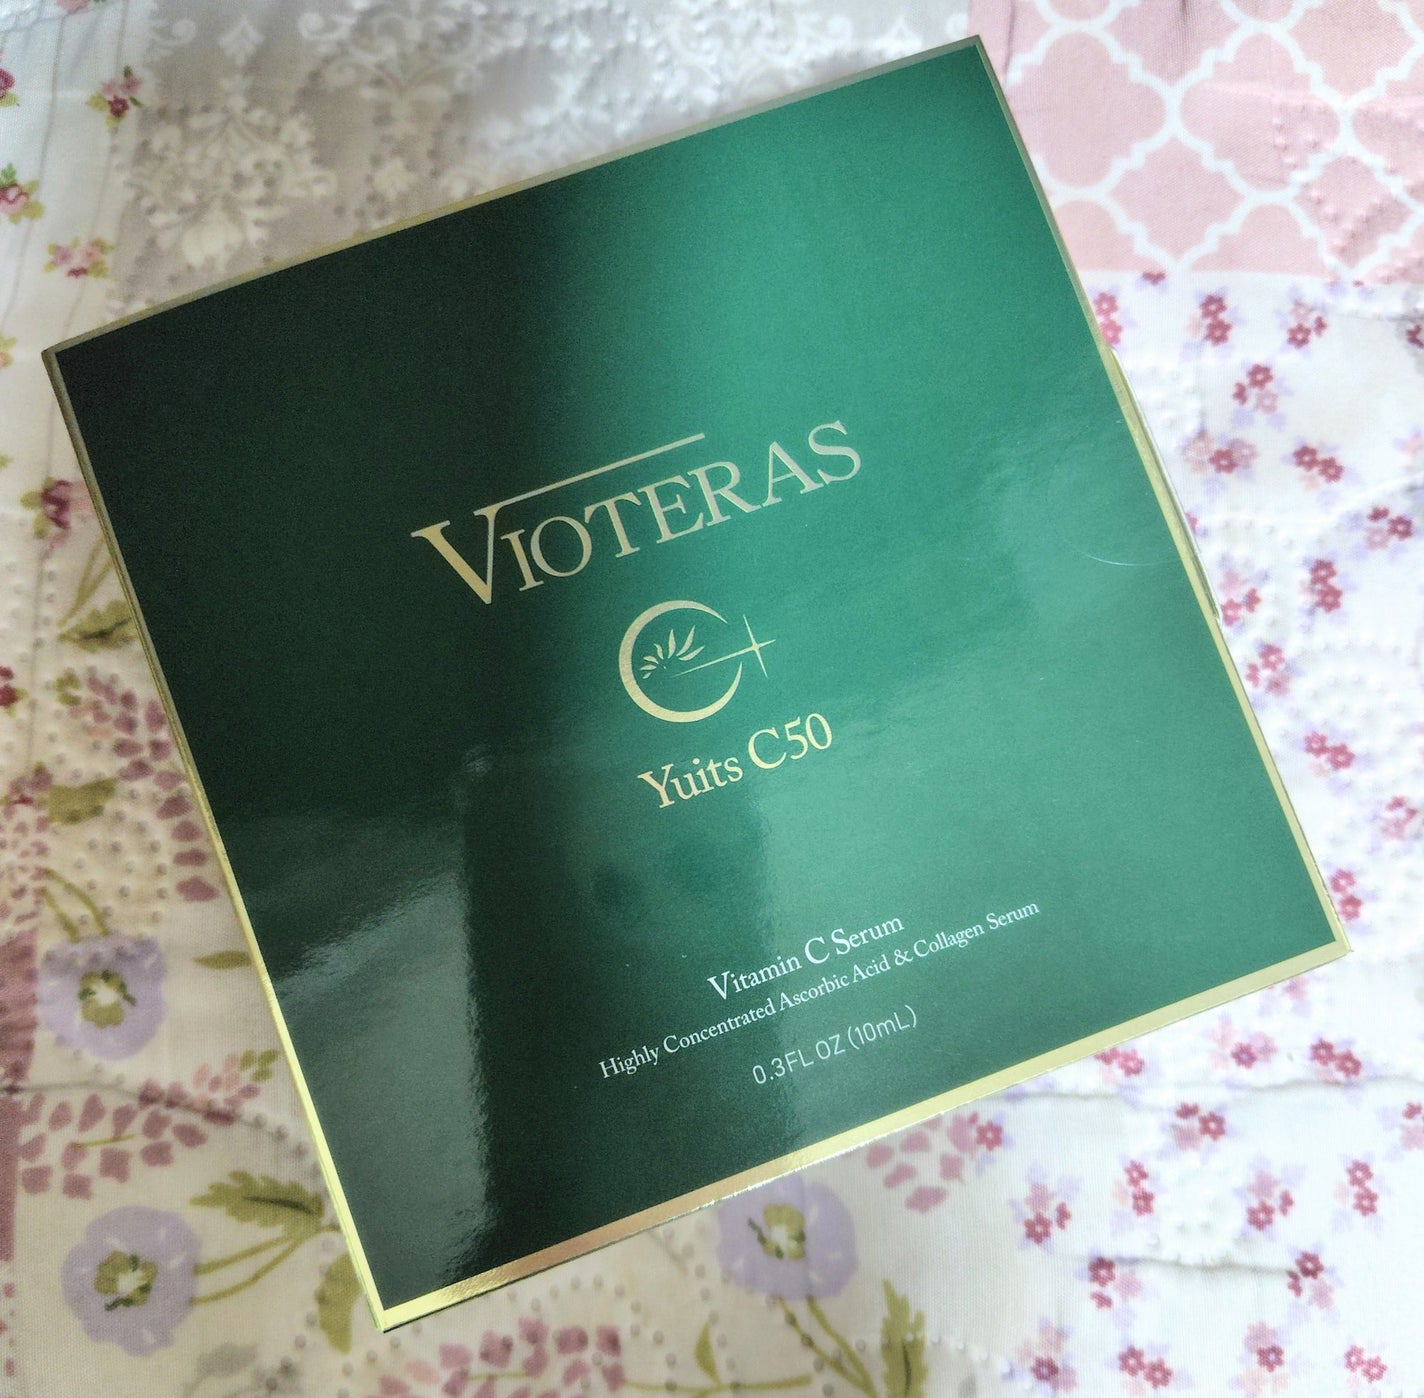 VIOTERAS
Yuits C50
Vitamin C Serum
Highly Concentrated Ascorbic Acid & Collagen Serum
0.3FL OZ (10mL)